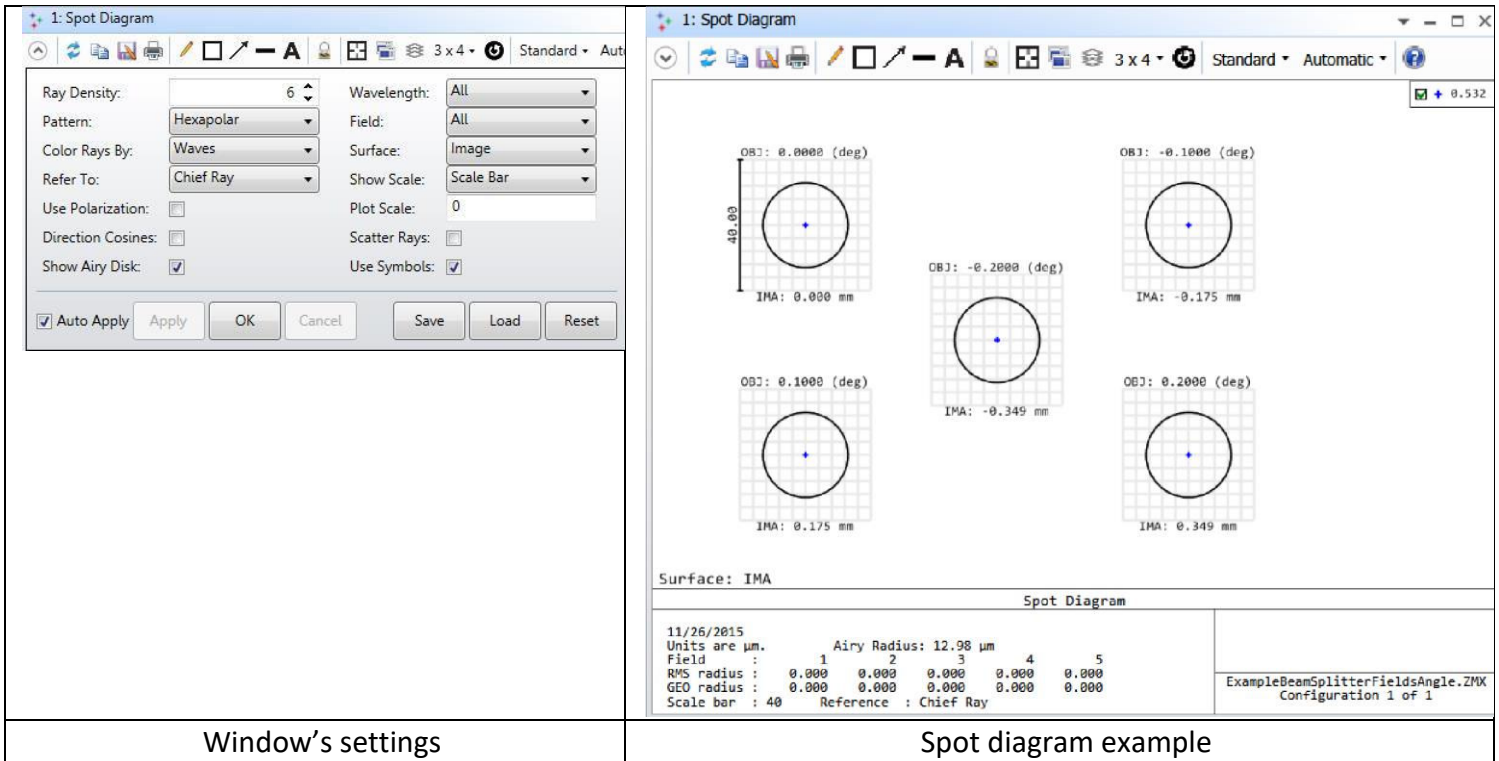 1: Spot Diagram
A 3 x 4 Standard Aut
Ray Density: 6 Wavelength: All
Pattern: Hexapolar Field: All
Color Rays By: Waves Surface: Image
Refer To: Chief Ray Show Scale: Scale Bar
Use Polarization: Plot Scale: 0
Direction Cosines: Scatter Rays:
Show Airy Disk: Use Symbols:
Auto Apply Apply OK Cancel Save Load Reset
Window's settings
1: Spot Diagram
A 3 x 4 Standard Automatic
+ 0.532
OBJ: 0.0000 (deg)
40.00
IMA: 0.000 mm
OBJ: -0.1000 (deg)
IMA: -0.175 mm
OBJ: -0.2000 (deg)
IMA: -0.349 mm
OBJ: 0.1000 (deg)
IMA: 0.175 mm
OBJ: 0.2000 (deg)
IMA: 0.349 mm
Surface: IMA
Spot Diagram
11/26/2015
Units are µm. Airy Radius: 12.98 µm
Field : 1 2 3 4 5
RMS radius : 0.000 0.000 0.000 0.000 0.000
GEO radius : 0.000 0.000 0.000 0.000 0.000
Scale bar : 40 Reference : Chief Ray
ExampleBeamSplitterFieldsAngle.ZMX
Configuration 1 of 1
Spot diagram example